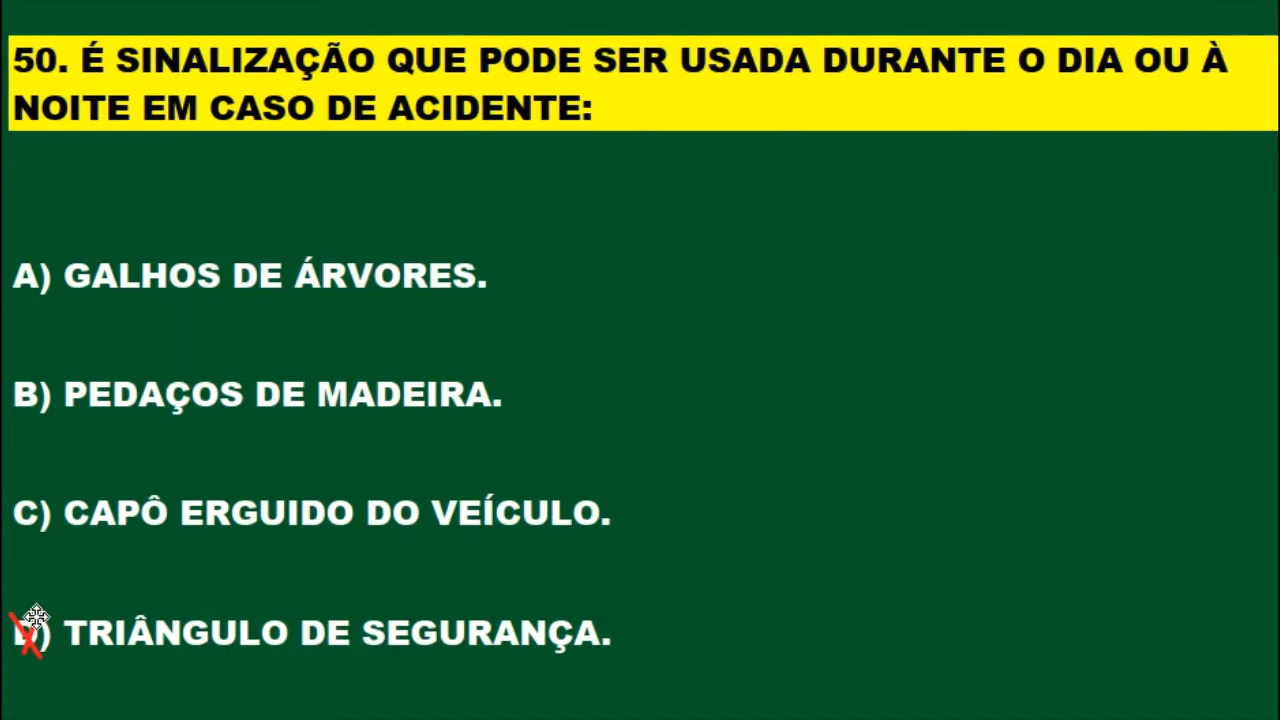 50. É SINALIZAÇÃO QUE PODE SER USADA DURANTE O DIA OU À
NOITE EM CASO DE ACIDENTE:
A) GALHOS DE ÁRVORES.
B) PEDAÇOS DE MADEIRA.
C) CAPÔ ERGUIDO DO VEÍCULO.
D) TRIÂNGULO DE SEGURANÇA.